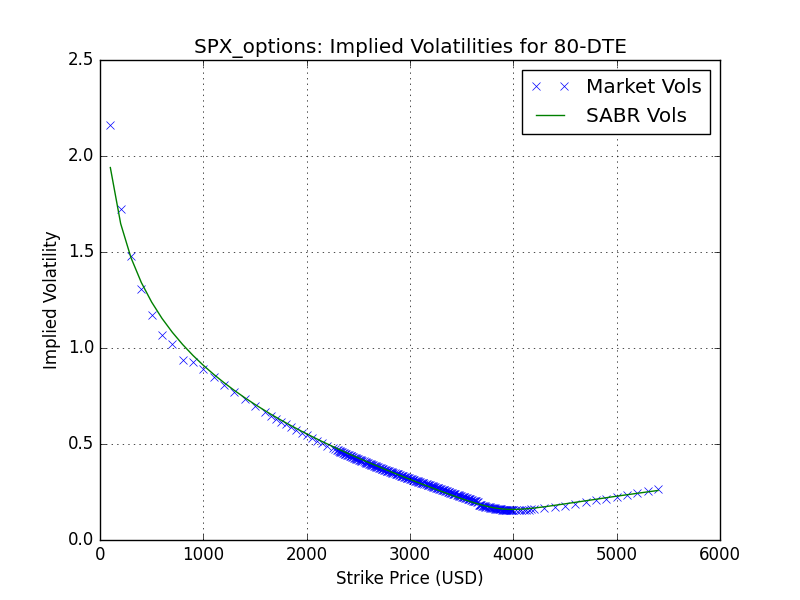 SPX_options: Implied Volatilities for 80-DTE
Market Vols
SABR Vols
2.5
2.0
1.5
1.0
0.5
0.0
Implied Volatility
0
1000
2000
3000
4000
5000
6000
Strike Price (USD)